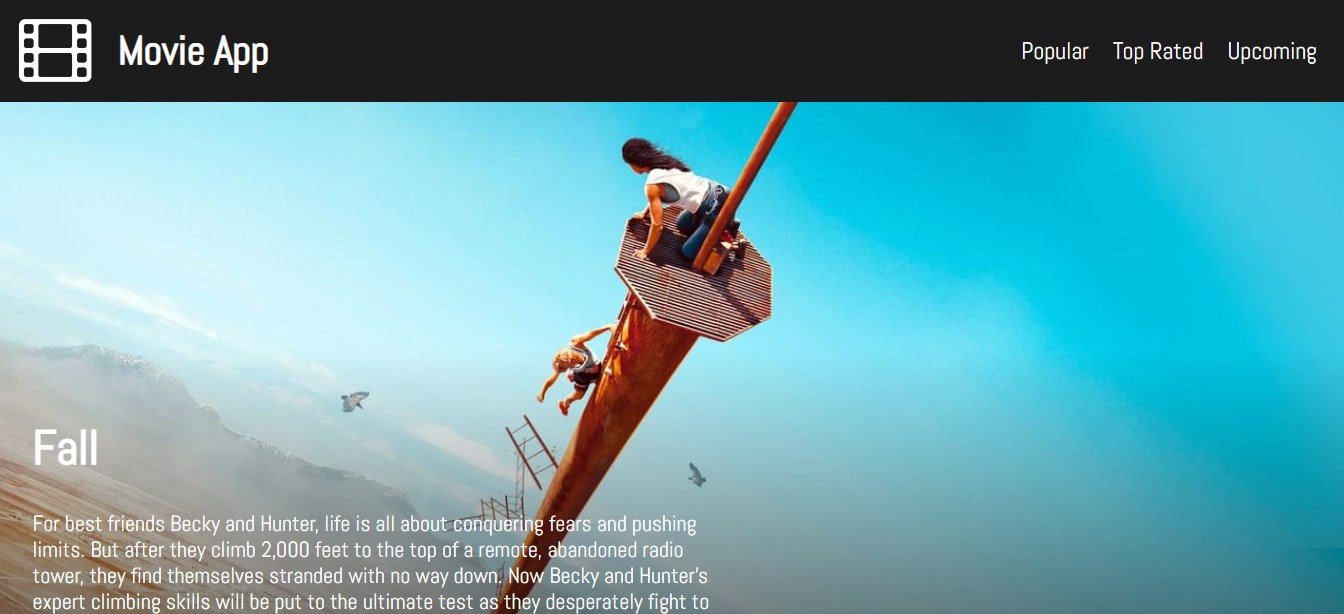 Movie App
Popular Top Rated Upcoming
Fall
For best friends Becky and Hunter, life is all about conquering fears and pushing
limits. But after they climb 2,000 feet to the top of a remote, abandoned radio
tower, they find themselves stranded with no way down. Now Becky and Hunter's
expert climbing skills will be put to the ultimate test as they desperately fight to